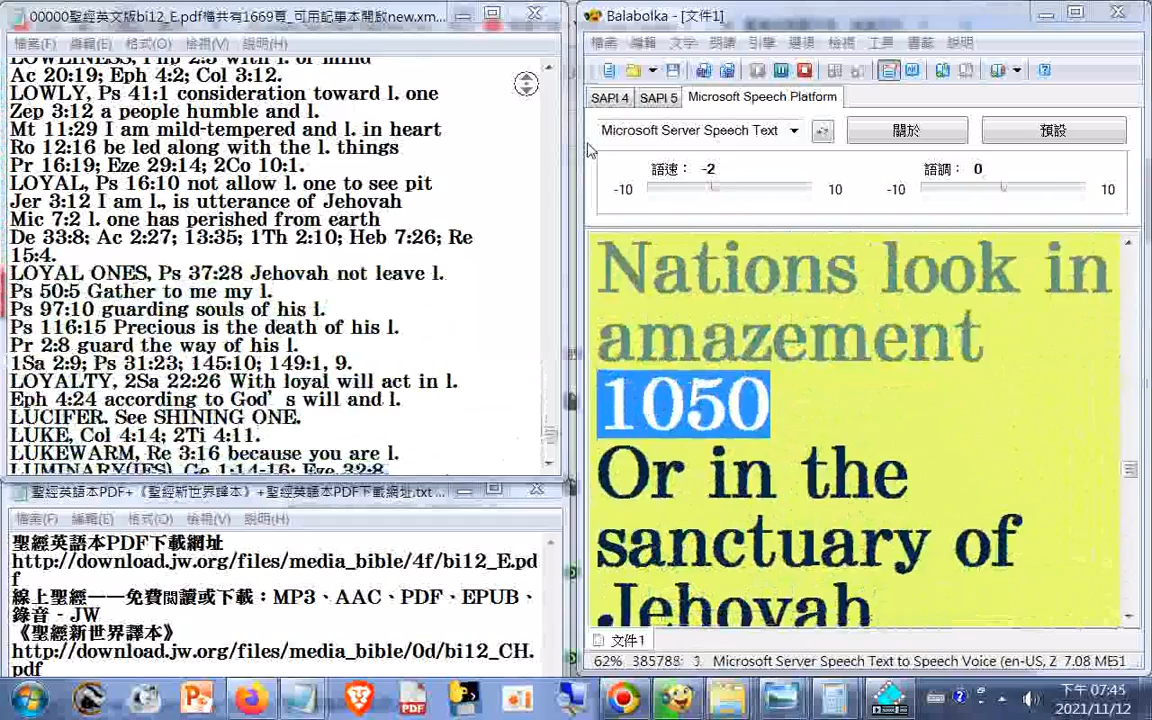 00000聖經英文版bi12_E.pdf檔共有1669頁_可用記事本開啟new.xm...
檔案(F) 編輯(E) 格式(O) 檢視(V) 說明(H)
LOWLINESS, Php 2:3 with l. of mind
Ac 20:19; Eph 4:2; Col 3:12.
LOWLY, Ps 41:1 consideration toward l. one
Zep 3:12 a people humble and l.
Mt 11:29 I am mild-tempered and l. in heart
Ro 12:16 be led along with the l. things
Pr 16:19; Eze 29:14; 2Co 10:1.
LOYAL, Ps 16:10 not allow l. one to see pit
Jer 3:12 I am l., is utterance of Jehovah
Mic 7:2 l. one has perished from earth
De 33:8; Ac 2:27; 13:35; 1Th 2:10; Heb 7:26; Re
15:4.
LOYAL ONES, Ps 37:28 Jehovah not leave l.
Ps 50:5 Gather to me my l.
Ps 97:10 guarding souls of his l.
Ps 116:15 Precious is the death of his l.
Pr 2:8 guard the way of his l.
1Sa 2:9; Ps 31:23; 145:10; 149:1, 9.
LOYALTY, 2Sa 22:26 With loyal will act in l.
Eph 4:24 according to God's will and l.
LUCIFER. See SHINING ONE.
LUKE, Col 4:14; 2Ti 4:11.
LUKEWARM, Re 3:16 because you are l.
LUMINARY(IES), Ge 1:14-16; Eze 32:8
聖經英語本PDF+《聖經新世界譯本》+聖經英語本PDF下載網址.txt ...
檔案(F) 編輯(E) 格式(O) 檢視(V) 說明(H)
聖經英語本PDF下載網址
http://download.jw.org/files/media_bible/4f/bi12_E.pd
f
線上聖經——免費閱讀或下載：MP3、AAC、PDF、EPUB、
錄音 - JW
《聖經新世界譯本》
http://download.jw.org/files/media_bible/0d/bi12_CH.
pdf
Balabolka - [文件1]
檔案 編輯 文字 朗讀 引擎 選項 檢視 工具 書籤 說明
SAPI 4 SAPI 5 Microsoft Speech Platform
Microsoft Server Speech Text 關於 預設
語速： -2 語調： 0
-10 10 -10 10
Nations look in
amazement
1050
Or in the
sanctuary of
Jehovah
文件1
62% 385788: 1 Microsoft Server Speech Text to Speech Voice (en-US, Z 7.08 ME51
下午 07:45
2021/11/12